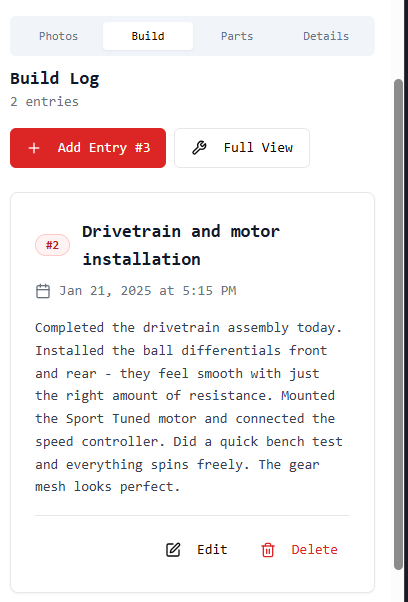 Photos Build Parts Details
Build Log
2 entries
Add Entry #3 Full View
#2 Drivetrain and motor
installation
Jan 21, 2025 at 5:15 PM
Completed the drivetrain assembly today.
Installed the ball differentials front
and rear - they feel smooth with just
the right amount of resistance. Mounted
the Sport Tuned motor and connected the
speed controller. Did a quick bench test
and everything spins freely. The gear
mesh looks perfect.
Edit Delete